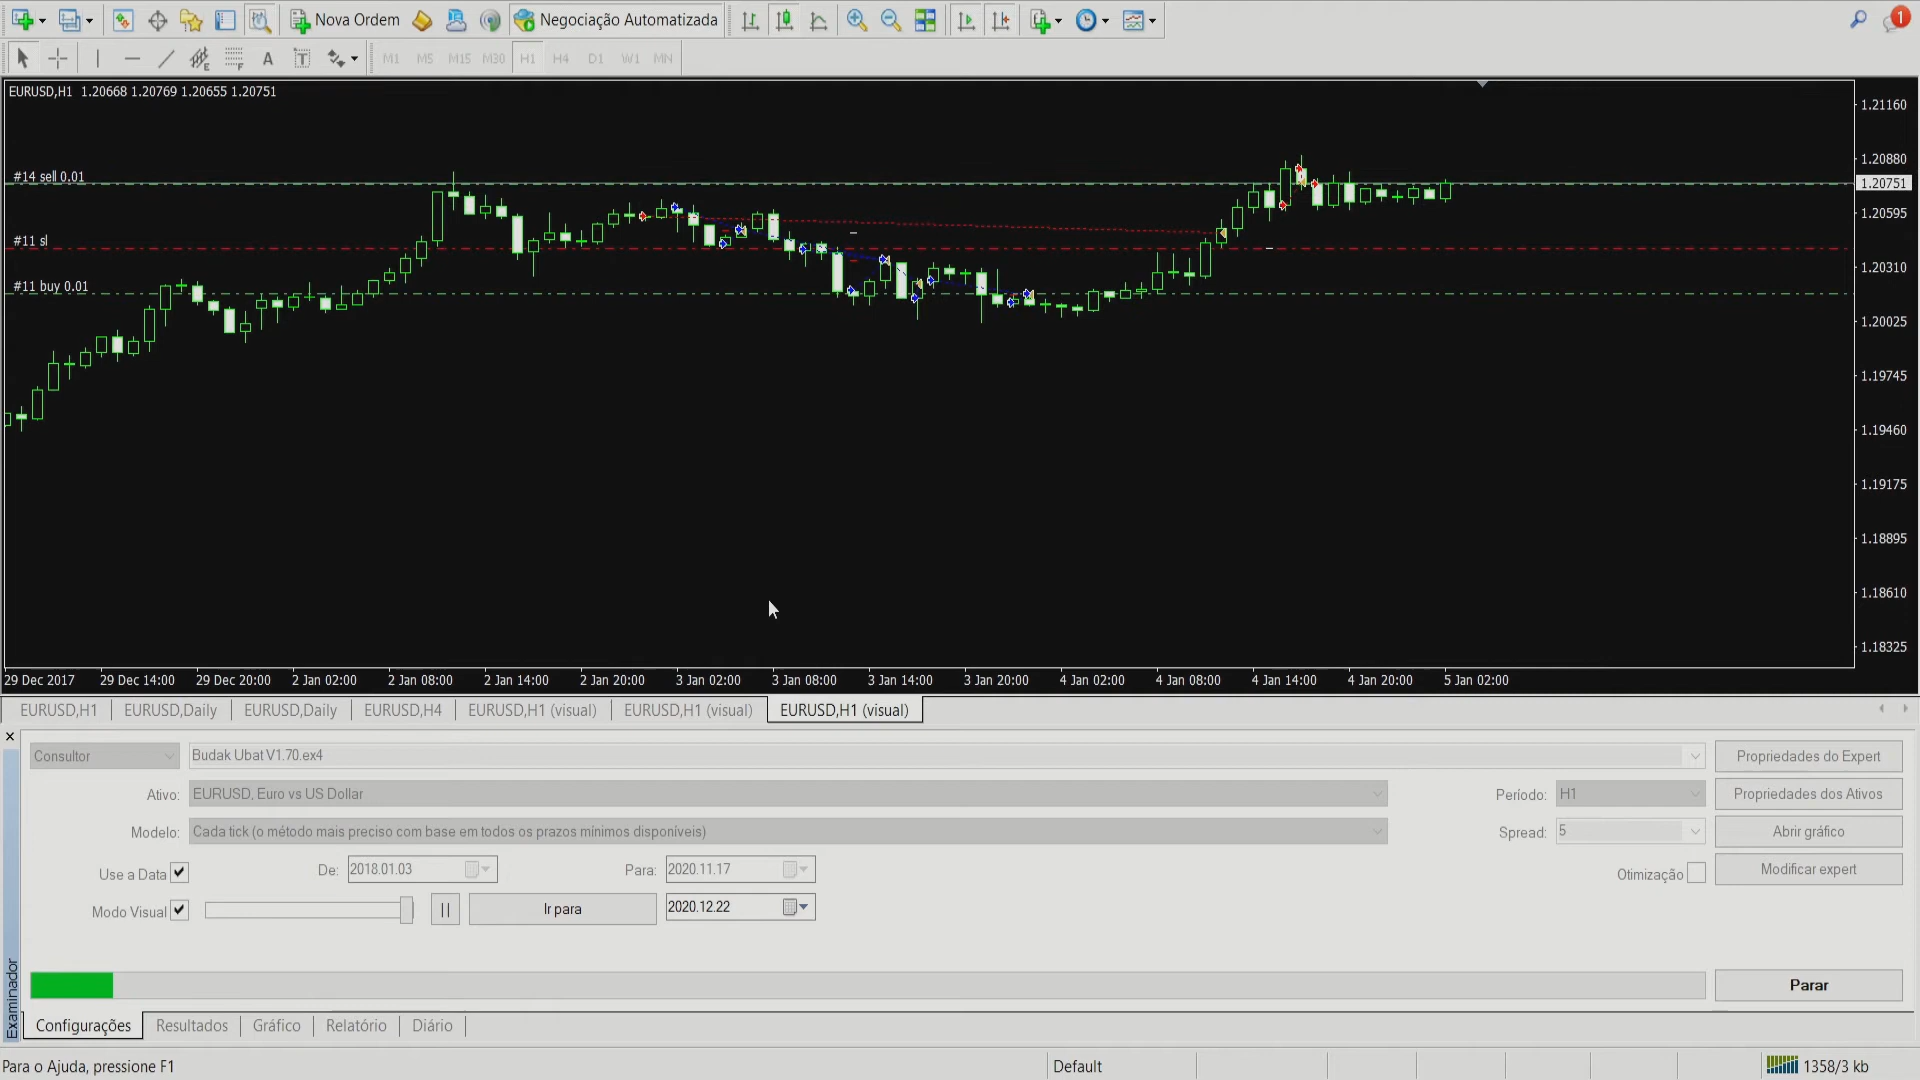 Nova Ordem
Negociação Automatizada
1
E
F
A
T
M1 M5 M15 M30 H1 H4 D1 W1 MN
EURUSD,H1 1.20668 1.20769 1.20655 1.20751
#14 sell 0.01
#11 sl
#11 buy 0.01
1.21160
1.20880
1.20751
1.20595
1.20310
1.20025
1.19745
1.19460
1.19175
1.18895
1.18610
1.18325
29 Dec 2017 29 Dec 14:00 29 Dec 20:00 2 Jan 02:00 2 Jan 08:00 2 Jan 14:00 2 Jan 20:00 3 Jan 02:00 3 Jan 08:00 3 Jan 14:00 3 Jan 20:00 4 Jan 02:00 4 Jan 08:00 4 Jan 14:00 4 Jan 20:00 5 Jan 02:00
EURUSD,H1 EURUSD,Daily EURUSD,Daily EURUSD,H4 EURUSD,H1 (visual) EURUSD,H1 (visual) EURUSD,H1 (visual)
Consultor Budak Ubat V1.70.ex4 Propriedades do Expert
Ativo: EURUSD, Euro vs US Dollar Período: H1 Propriedades dos Ativos
Modelo: Cada tick (o método mais preciso com base em todos os prazos mínimos disponíveis) Spread: 5 Abrir gráfico
Use a Data De: 2018.01.03 Para: 2020.11.17 Otimização Modificar expert
Modo Visual Ir para 2020.12.22
Parar
Examinador
Configurações Resultados Gráfico Relatório Diário
Para o Ajuda, pressione F1 Default 1358/3 kb